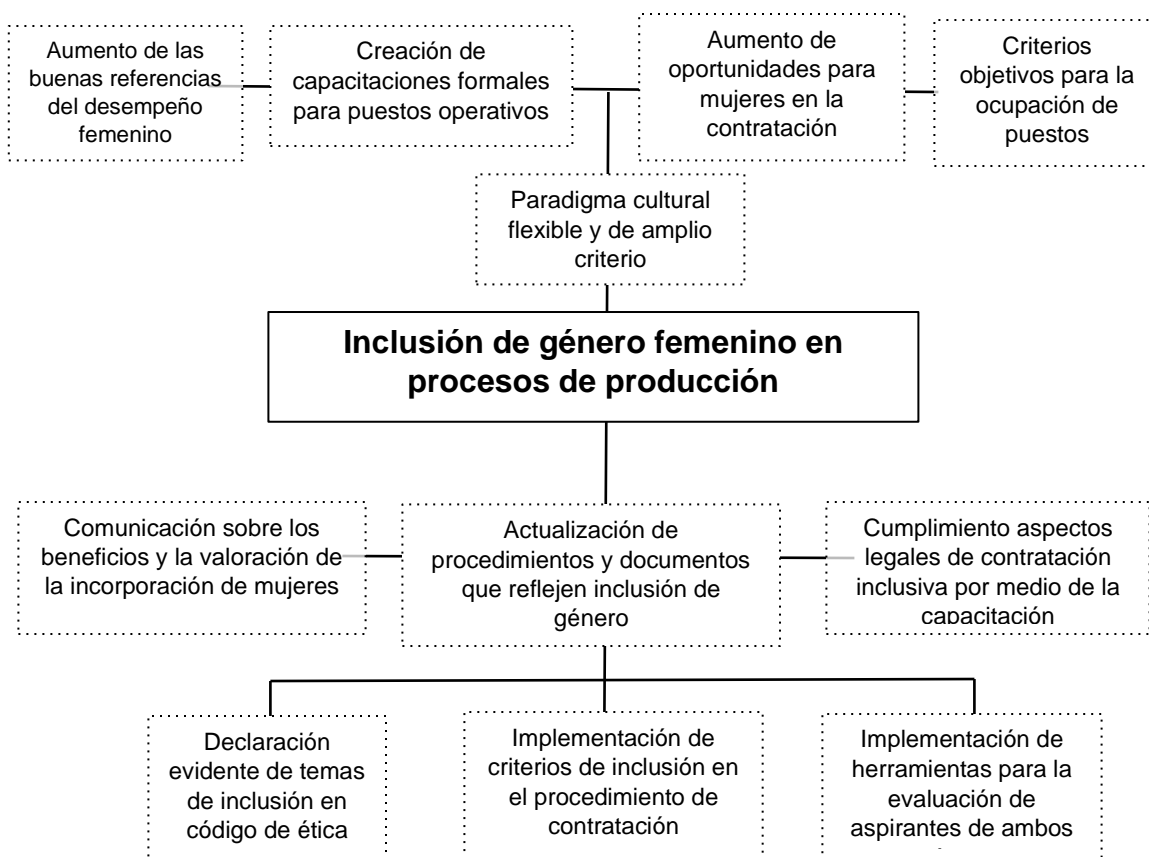 Aumento de las
buenas referencias
del desempeño
femenino
Creación de
capacitaciones formales
para puestos operativos
Aumento de
oportunidades para
mujeres en la
contratación
Criterios
objetivos para la
ocupación de
puestos
Paradigma cultural
flexible y de amplio
criterio
Inclusión de género femenino en
procesos de producción
Comunicación sobre los
beneficios y la valoración de
la incorporación de mujeres
Actualización de
procedimientos y documentos
que reflejen inclusión de
género
Cumplimiento aspectos
legales de contratación
inclusiva por medio de la
capacitación
Declaración
evidente de temas
de inclusión en
código de ética
Implementación de
criterios de inclusión en
el procedimiento de
contratación
Implementación de
herramientas para la
evaluación de
aspirantes de ambos